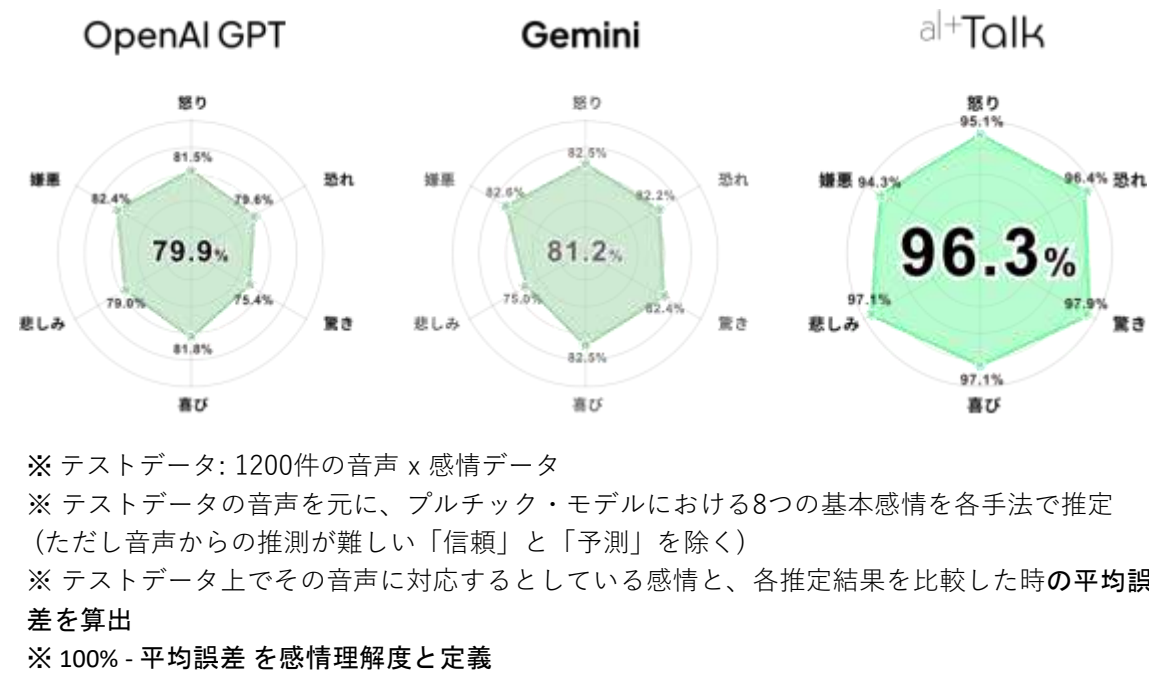 OpenAI GPT
怒り
81.5%
嫌悪
恐れ
82.4%
79.6%
79.9%
79.0%
75.4%
悲しみ
驚き
81.8%
喜び
Gemini
怒り
82.5%
嫌悪
恐れ
82.6%
82.2%
81.2%
75.0%
82.4%
悲しみ
驚き
82.5%
喜び
al+Talk
怒り
95.1%
嫌悪 94.3%
96.4% 恐れ
96.3%
97.1%
97.9%
悲しみ
驚き
97.1%
喜び
※ テストデータ: 1200件の音声 x 感情データ
※ テストデータの音声を元に、プルチック・モデルにおける8つの基本感情を各手法で推定
（ただし音声からの推測が難しい「信頼」と「予測」を除く）
※ テストデータ上でその音声に対応するとしている感情と、各推定結果を比較した時の平均誤
差を算出
※ 100% - 平均誤差 を感情理解度と定義